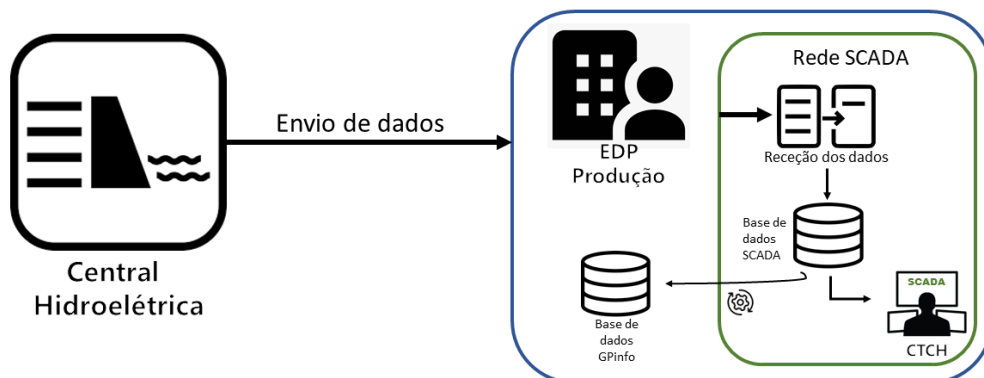 Central
Hidroelétrica
Envio de dados
EDP
Produção
Rede SCADA
Receção dos dados
Base de
dados
SCADA
Base de
dados
GPinfo
SCADA
CTCH